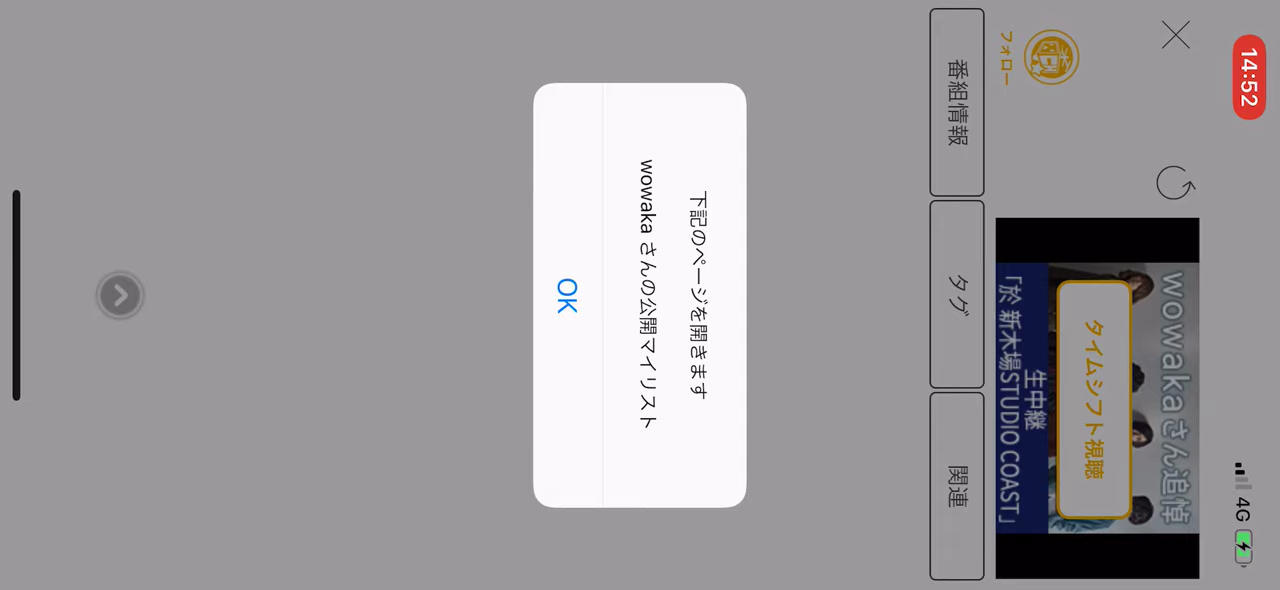 14:52
4G
wowakaさん追悼
タイムシフト視聴
生中継
「於 新木場STUDIO COAST」
フォロー
番組情報
タグ
関連
下記のページを開きます
wowaka さんの公開マイリスト
OK